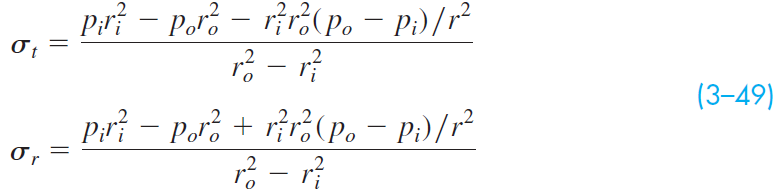 σ_t = \frac{p_i r_i^2 − p_o r_o^2 − r_i^2 r_o^2 (p_o − p_i)/r^2}{r_o^2 − r_i^2}
(3–49)
σ_r = \frac{p_i r_i^2 − p_o r_o^2 + r_i^2 r_o^2 (p_o − p_i)/r^2}{r_o^2 − r_i^2}